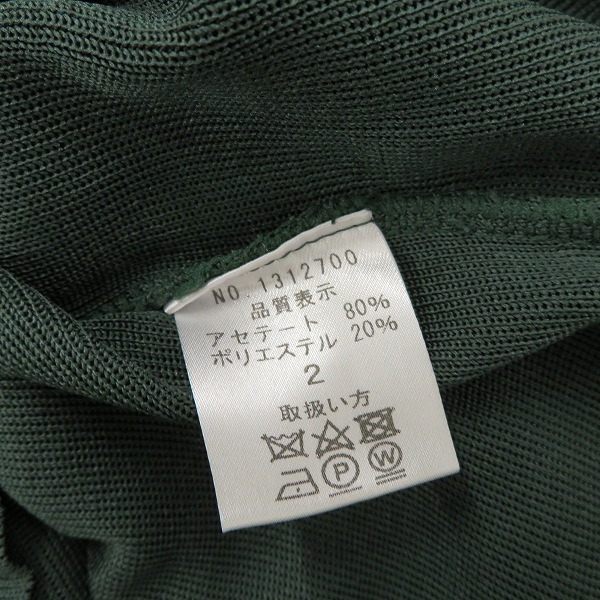 NO.1312700
品質表示
アセテート 80%
ポリエステル 20%
2
取扱い方
P W